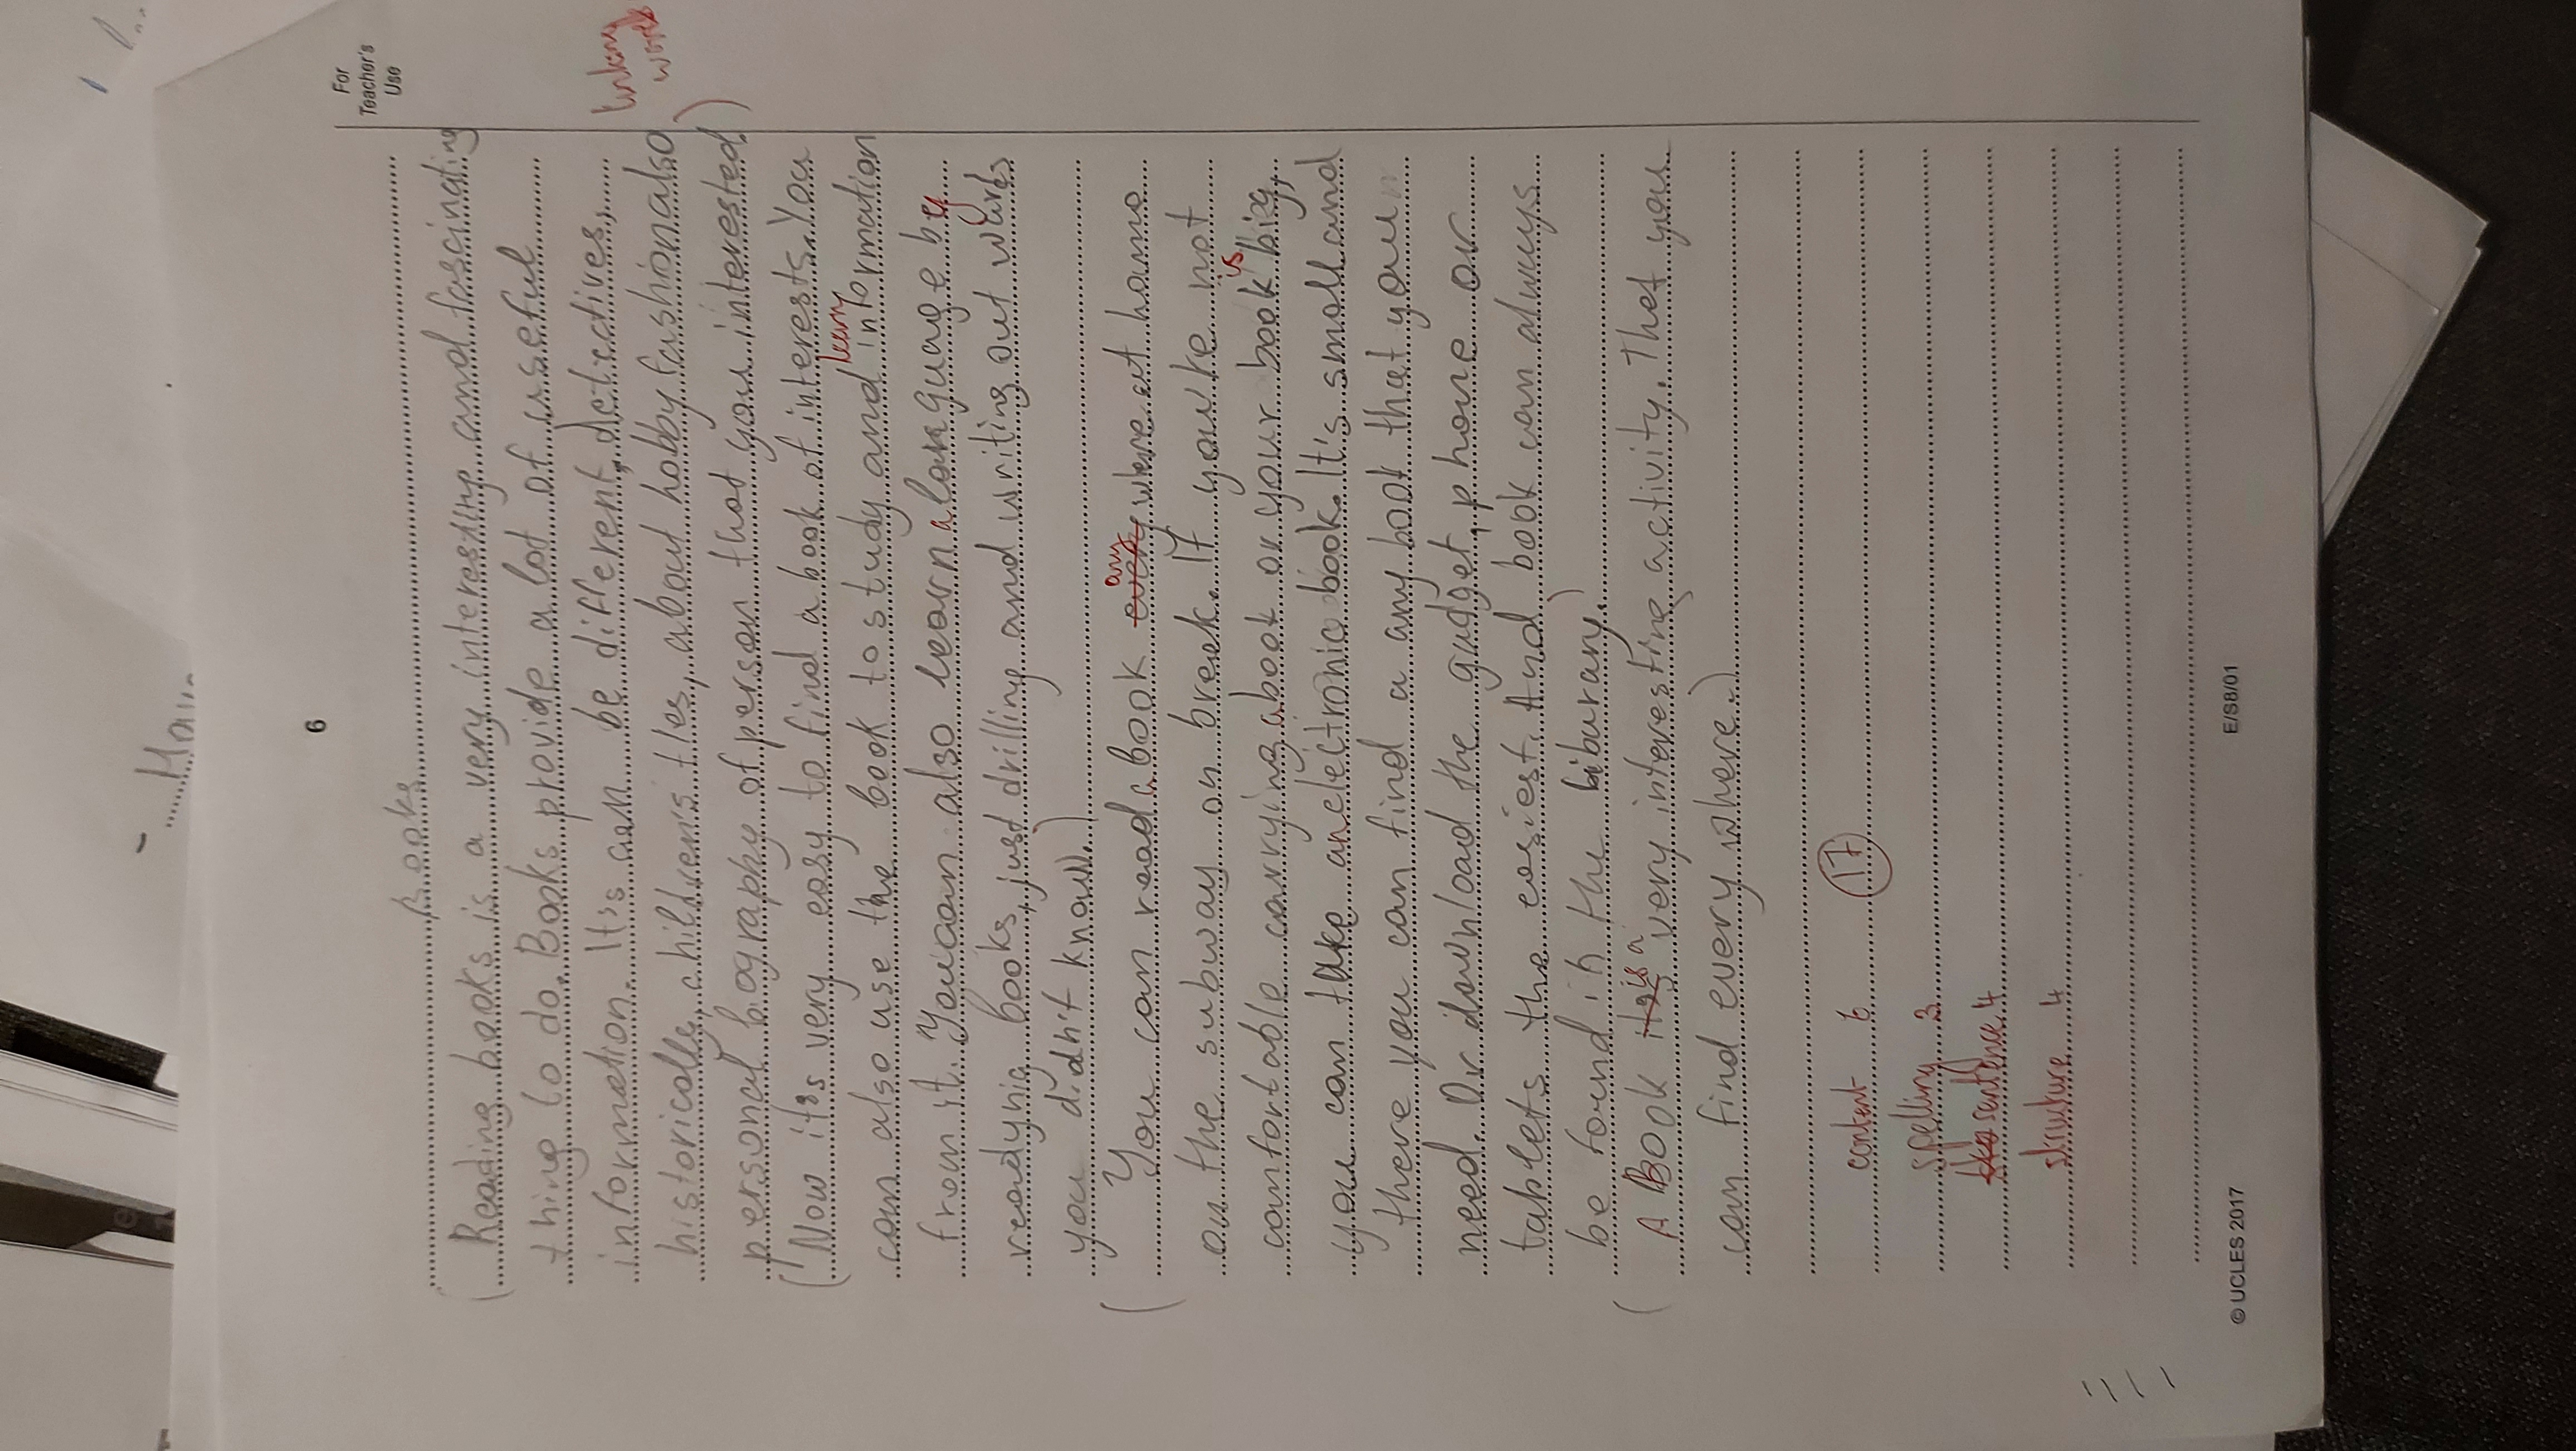 6
For
Teacher's
Use
Books
Reading books is a very interesting and fascinating
thing to do. Books provide a lot of useful
information. It's can be different, detectives,
linking
words
historically, children's tles, about hobby fashion also
personal biography of person that you interested.
Now it's very easy to find a book of interests. You
can also use the book to study and learn information
from it. You can also learn a language by
readynig books, just drilling and writing out words
you didn't know.)
You can read a book every any where at home
on the subway on break. If you're not
comfortable carrying a book or your book is big,
you can take an electronic book. It's small and
there you can find a any book that you
need. Or download the gadget, phone or
tablets the easiest. And book can always
be found in the liburary.)
A Book it's is a very interesting activity. That you
can find every where.)
content 6 17
spelling 3
sentence 4
structure 4
© UCLES 2017
E/S8/01